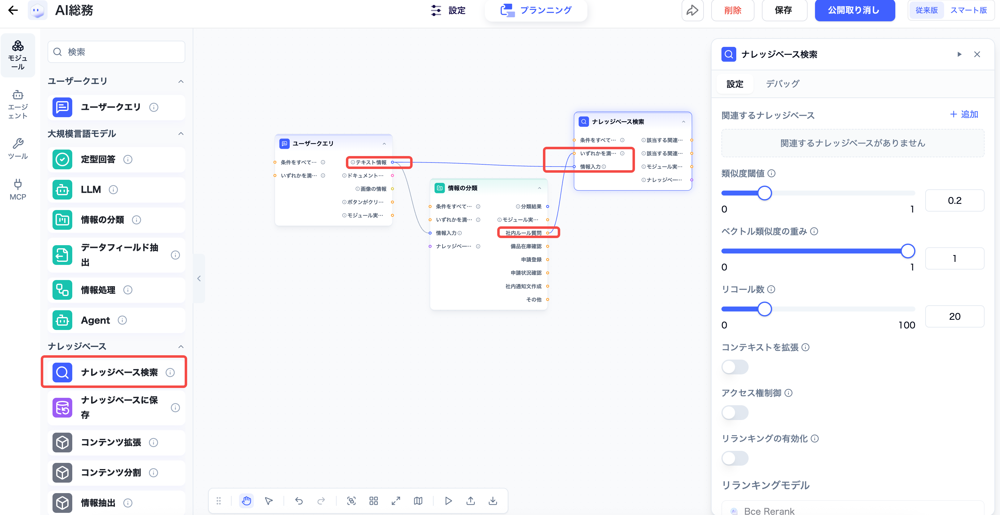 AI総務
設定
プランニング
削除
保存
公開取り消し
従来版
スマート版
モジュ
ール
エージ
ェント
ツール
MCP
検索
ユーザークエリ
ユーザークエリ
大規模言語モデル
定型回答
LLM
情報の分類
データフィールド抽
出
情報処理
Agent
ナレッジベース
ナレッジベース検索
ナレッジベースに保
存
コンテンツ拡張
コンテンツ分割
情報抽出
ユーザークエリ
条件をすべて…
テキスト情報
いずれかを満…
ドキュメント…
画像の情報
ボタンがクリ…
モジュール実…
情報の分類
条件をすべて…
分類結果
いずれかを満…
モジュール実…
情報入力
社内ルール質問
ナレッジベー…
備品在庫確認
申請登録
申請状況確認
社内通知文作成
その他
ナレッジベース検索
条件をすべて…
該当する関連…
いずれかを満…
該当する関連…
情報入力
モジュール実…
ナレッジベー…
ナレッジベース検索
設定
デバッグ
関連するナレッジベース
+ 追加
関連するナレッジベースがありません
類似度閾値
0.2
0
1
ベクトル類似度の重み
1
0
1
リコール数
20
0
100
コンテキストを拡張
アクセス権制御
リランキングの有効化
リランキングモデル
Bce Rerank